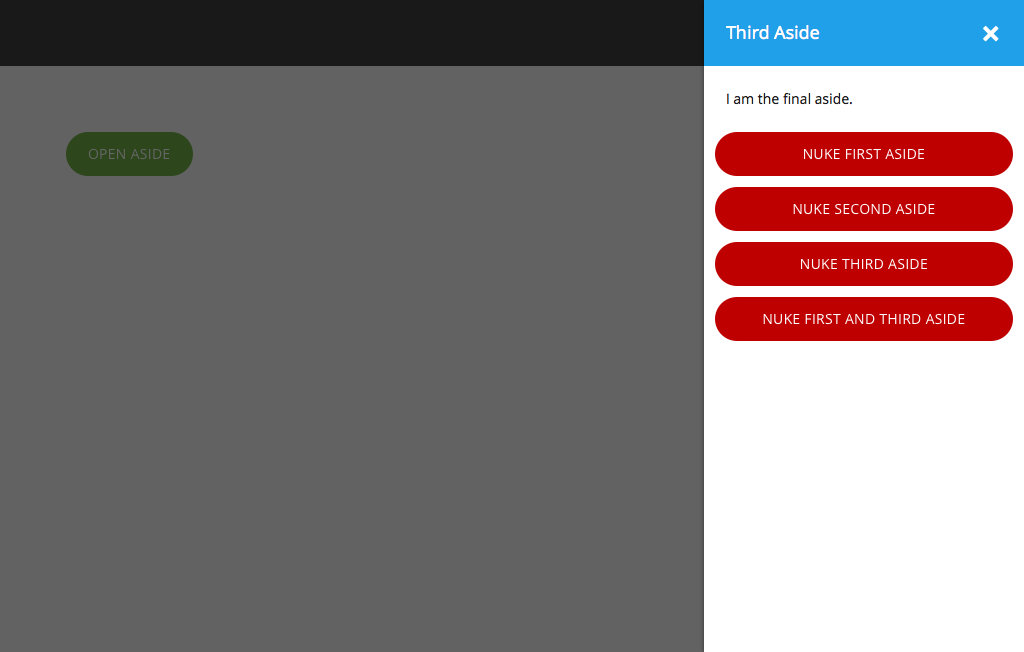 Third Aside
I am the final aside.
OPEN ASIDE
NUKE FIRST ASIDE
NUKE SECOND ASIDE
NUKE THIRD ASIDE
NUKE FIRST AND THIRD ASIDE